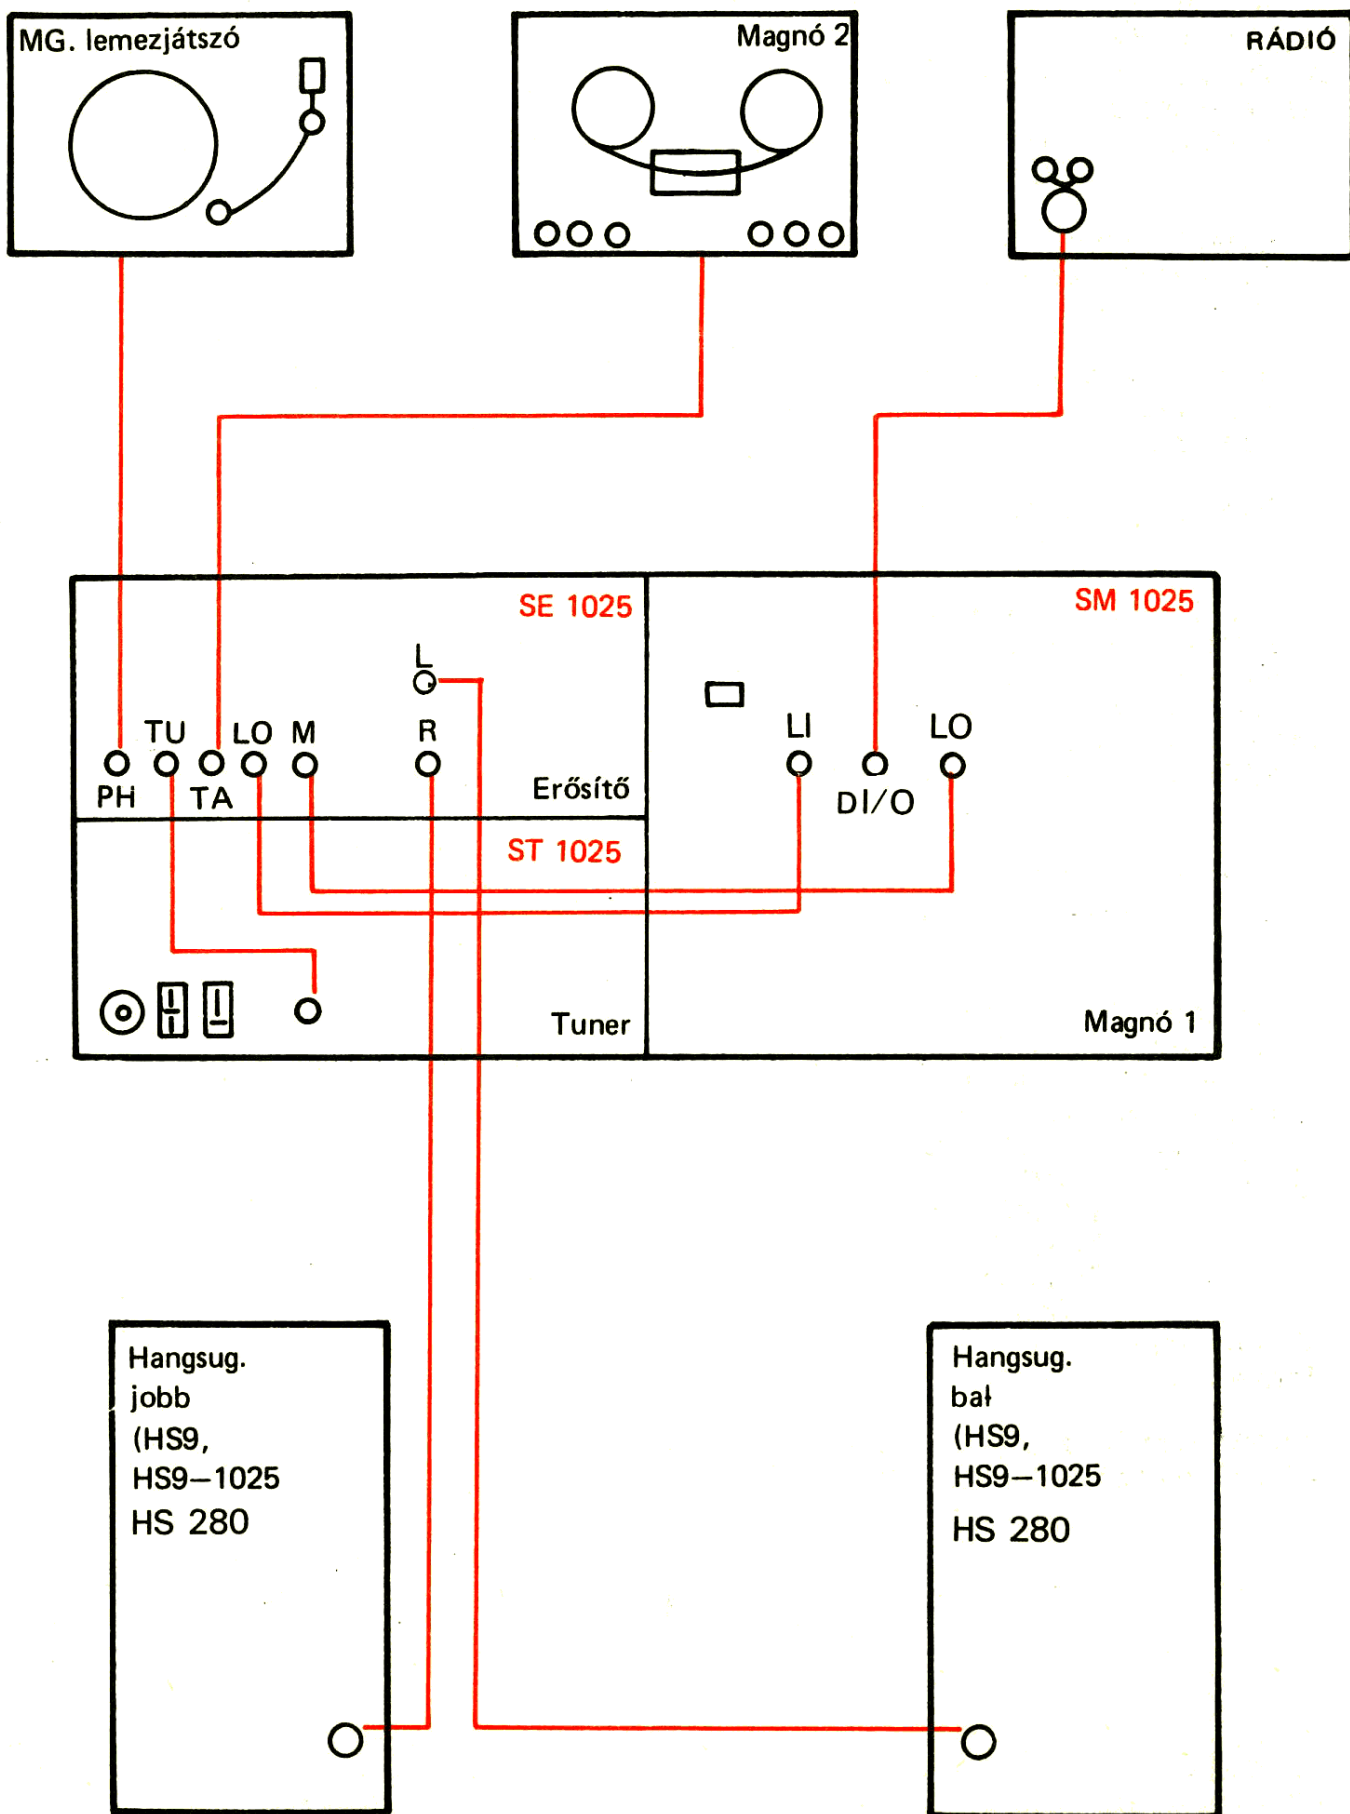 MG. lemezjátszó
Magnó 2
RÁDIÓ
SE 1025
SM 1025
L
TU
LO
M
R
LI
LO
PH
TA
Erősítő
DI/O
ST 1025
Tuner
Magnó 1
Hangsug.
jobb
(HS9,
HS9–1025
HS 280
Hangsug.
bal
(HS9,
HS9–1025
HS 280